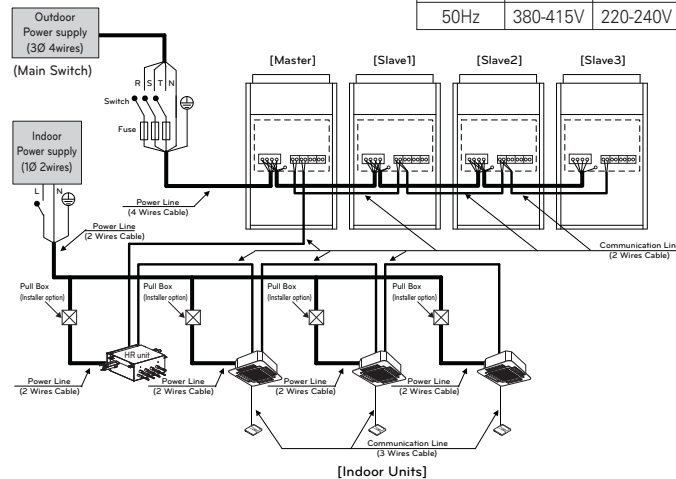 Outdoor
Power supply
(3Ø 4wires)
(Main Switch)
50Hz 380-415V 220-240V
[Master] [Slave1] [Slave2] [Slave3]
R S T N
Switch
Fuse
Indoor
Power supply
(1Ø 2wires)
L N
Power Line
(4 Wires Cable)
Power Line
(2 Wires Cable)
Communication Line
(2 Wires Cable)
Pull Box
(Installer option)
Pull Box
(Installer option)
Pull Box
(Installer option)
Pull Box
(Installer option)
HR unit
Power Line
(2 Wires Cable)
Power Line
(2 Wires Cable)
Power Line
(2 Wires Cable)
Power Line
(2 Wires Cable)
Communication Line
(3 Wires Cable)
[Indoor Units]